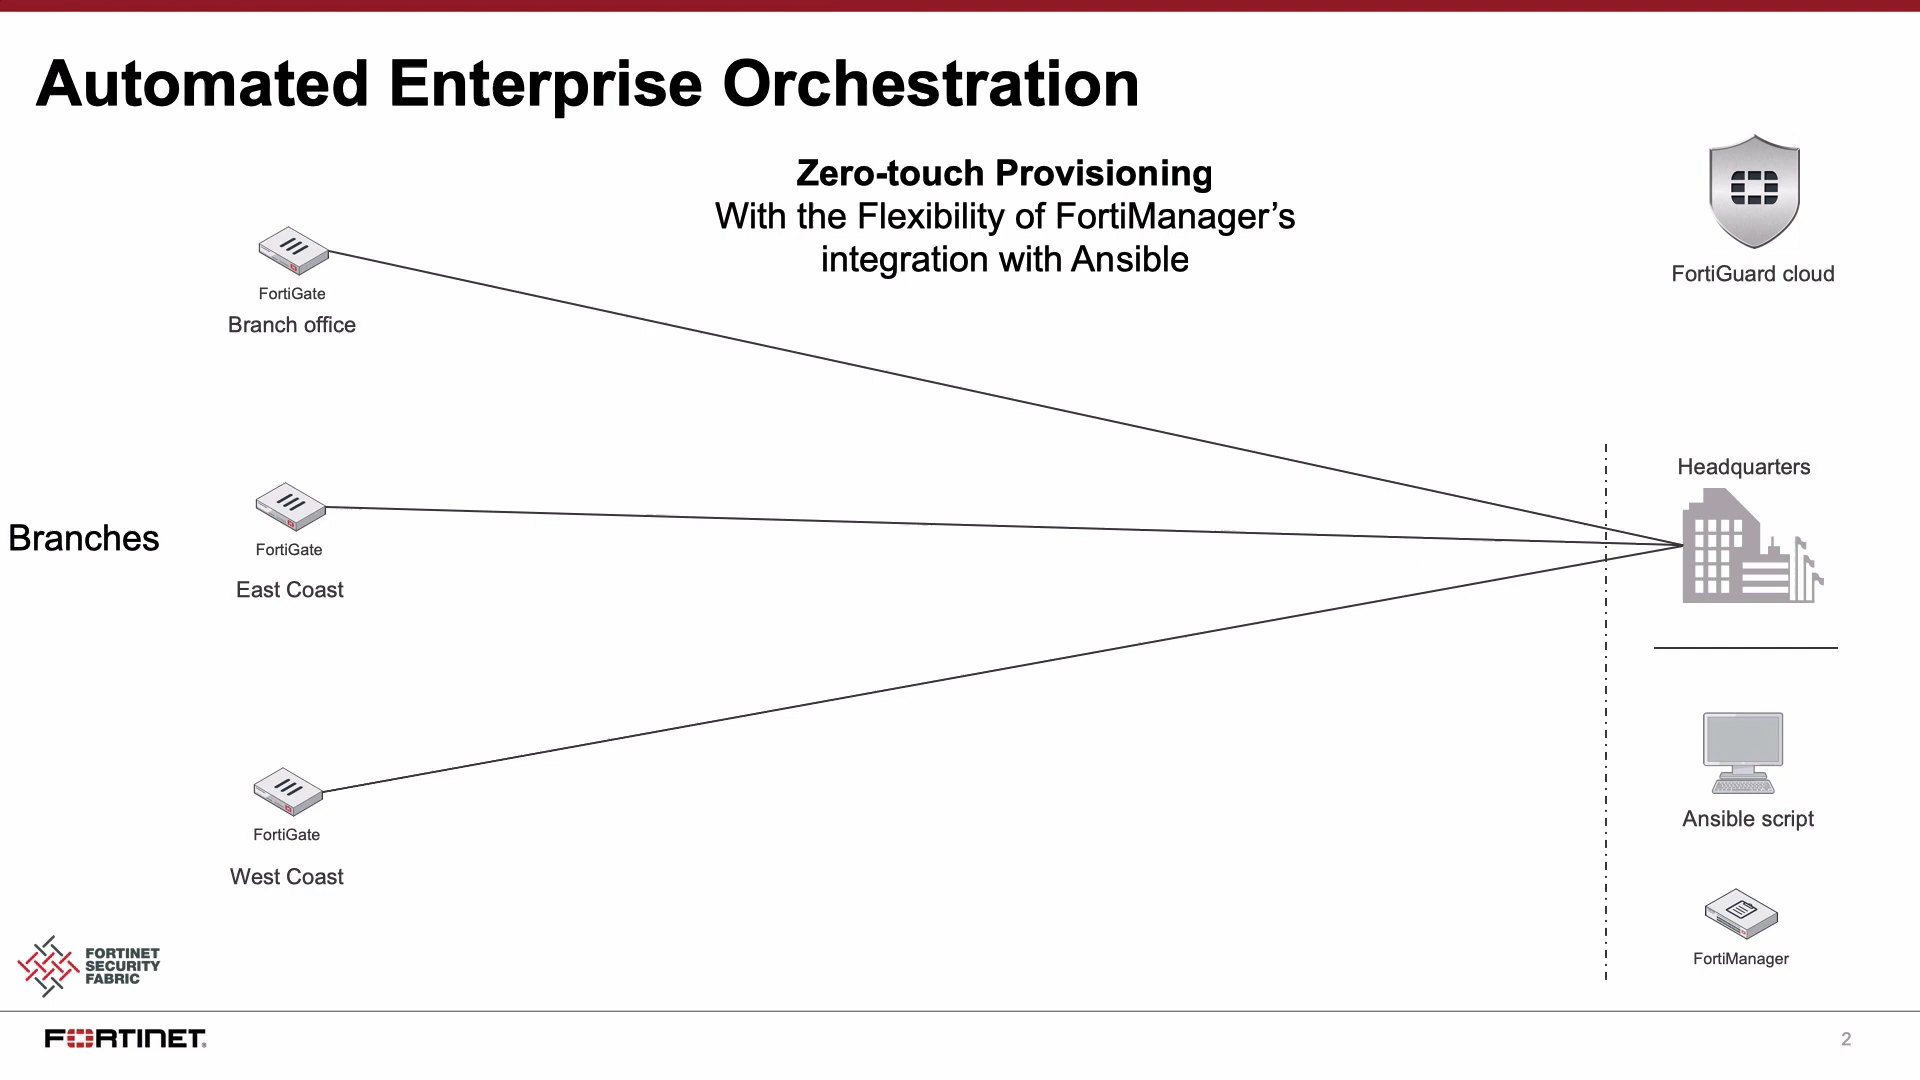 Automated Enterprise Orchestration
Zero-touch Provisioning
With the Flexibility of FortiManager’s
integration with Ansible
FortiGuard cloud
FortiGate
Branch office
Headquarters
Branches
FortiGate
East Coast
Ansible script
FortiGate
West Coast
FortiManager
FORTINET
SECURITY
FABRIC
FORTINET®
2